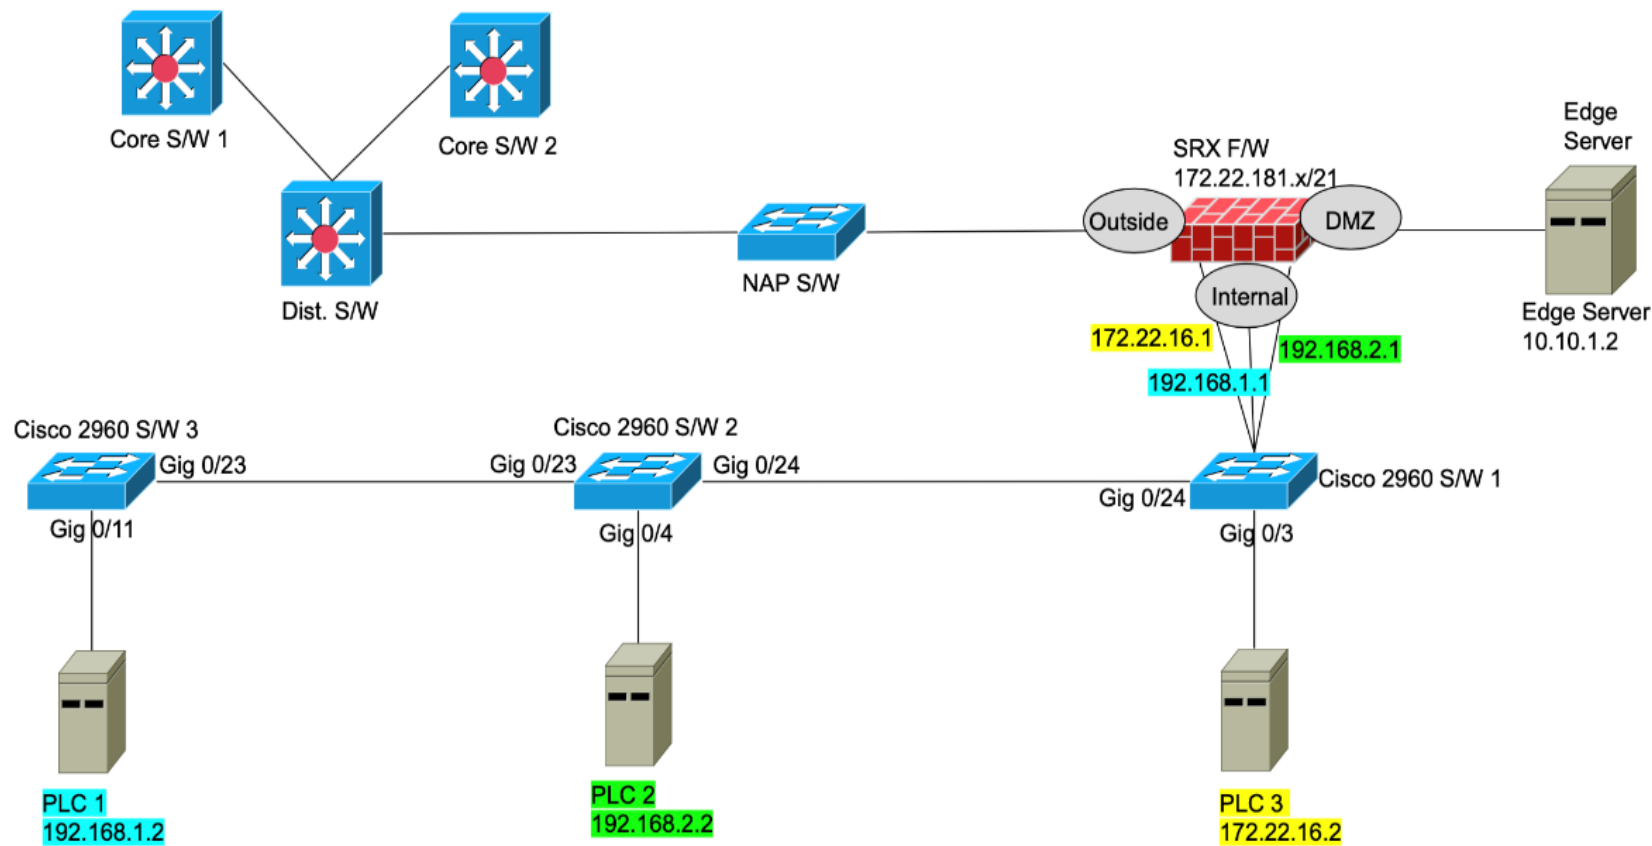 Core S/W 1
Core S/W 2
Dist. S/W
NAP S/W
SRX F/W
172.22.181.x/21
Outside
DMZ
Internal
Edge
Server
Edge Server
10.10.1.2
172.22.16.1
192.168.2.1
192.168.1.1
Cisco 2960 S/W 3
Gig 0/23
Gig 0/11
Cisco 2960 S/W 2
Gig 0/23
Gig 0/24
Gig 0/4
Cisco 2960 S/W 1
Gig 0/24
Gig 0/3
PLC 1
192.168.1.2
PLC 2
192.168.2.2
PLC 3
172.22.16.2